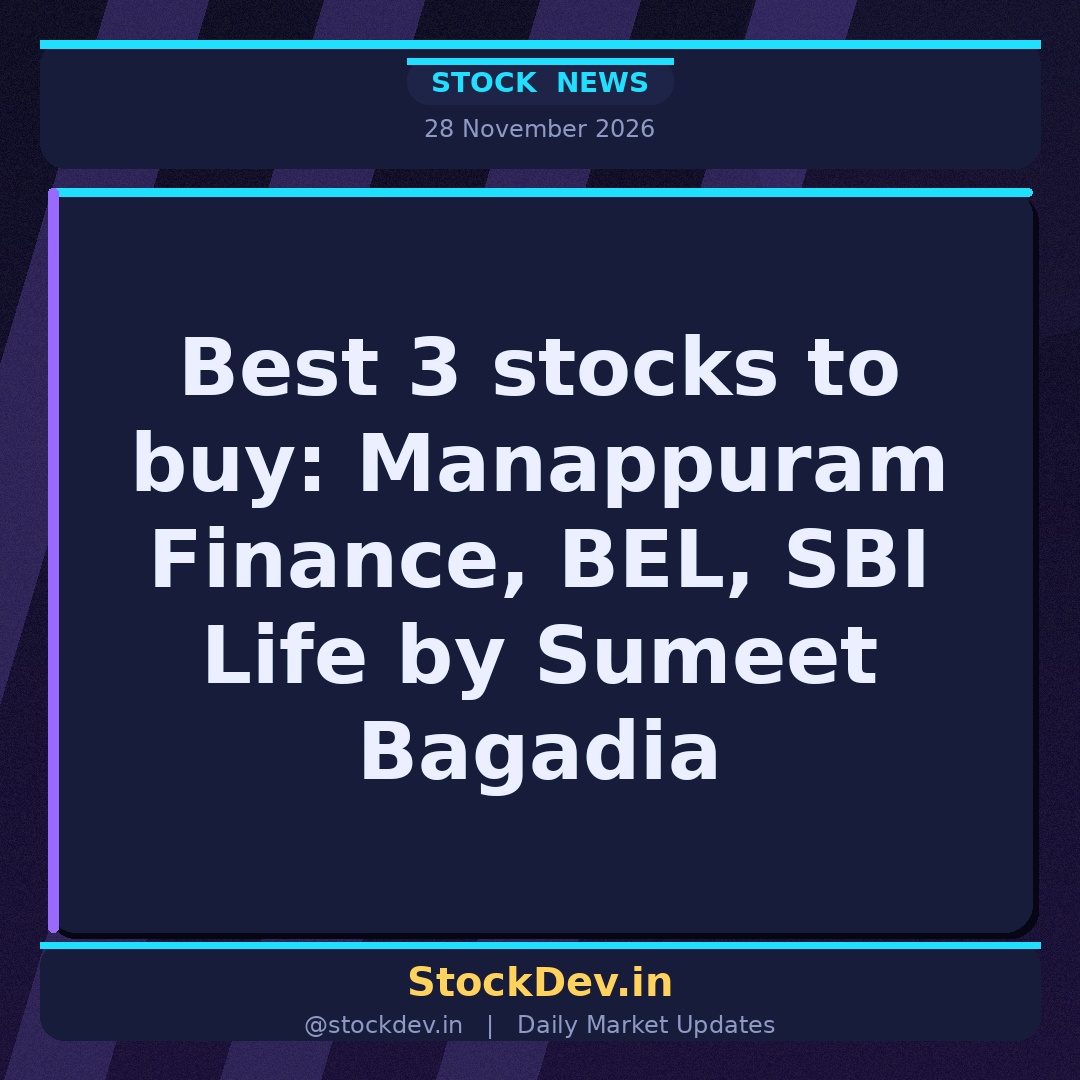 STOCK NEWS
28 November 2026
Best 3 stocks to
buy: Manappuram
Finance, BEL, SBI
Life by Sumeet
Bagadia
StockDev.in
@stockdev.in | Daily Market Updates